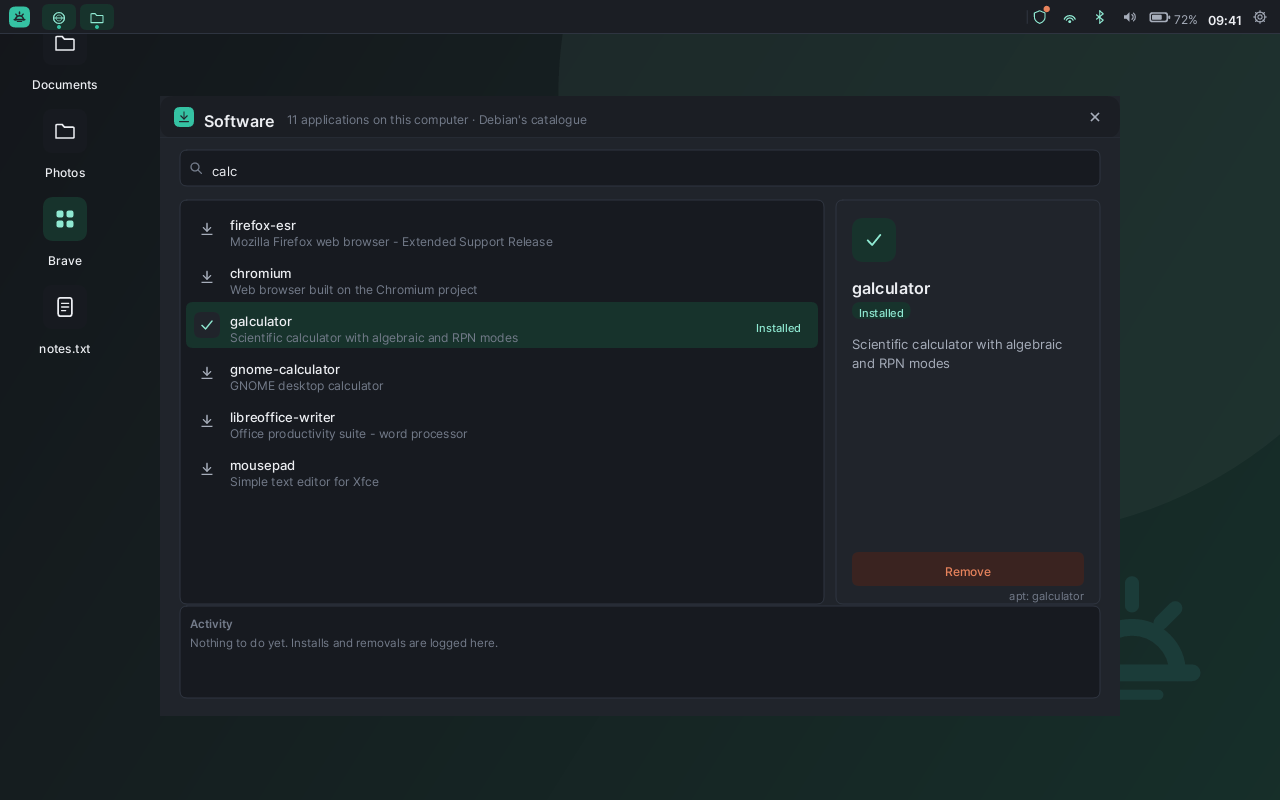 72%
09:41
Documents
Photos
Brave
notes.txt
Software
11 applications on this computer · Debian's catalogue
calc
firefox-esr
Mozilla Firefox web browser - Extended Support Release
chromium
Web browser built on the Chromium project
galculator
Scientific calculator with algebraic and RPN modes
Installed
gnome-calculator
GNOME desktop calculator
libreoffice-writer
Office productivity suite - word processor
mousepad
Simple text editor for Xfce
galculator
Installed
Scientific calculator with algebraic
and RPN modes
Remove
apt: galculator
Activity
Nothing to do yet. Installs and removals are logged here.